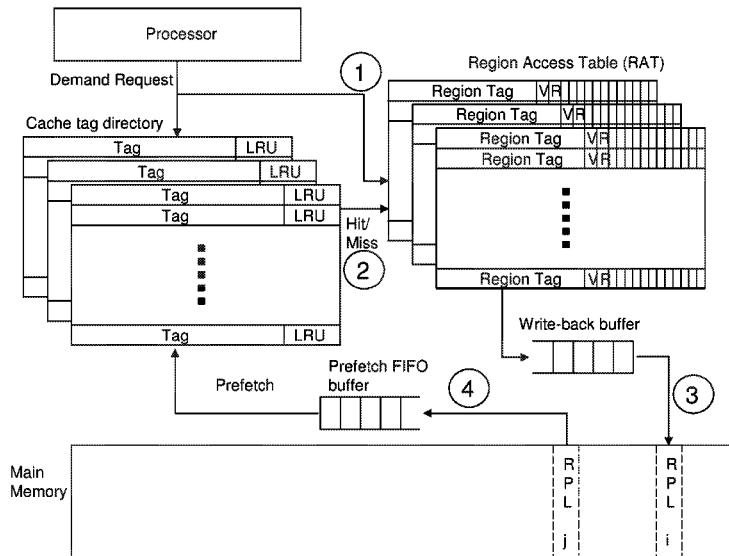 Processor
Demand Request
1
Region Access Table (RAT)
Region Tag V R
Region Tag V R
Region Tag V R
Region Tag V R
Region Tag V R
Cache tag directory
Tag LRU
Tag LRU
Tag LRU
Tag LRU
Hit/
Miss
2
Tag LRU
Write-back buffer
Prefetch FIFO
buffer
Prefetch
4
3
Main
Memory
R
P
L
j
R
P
L
i